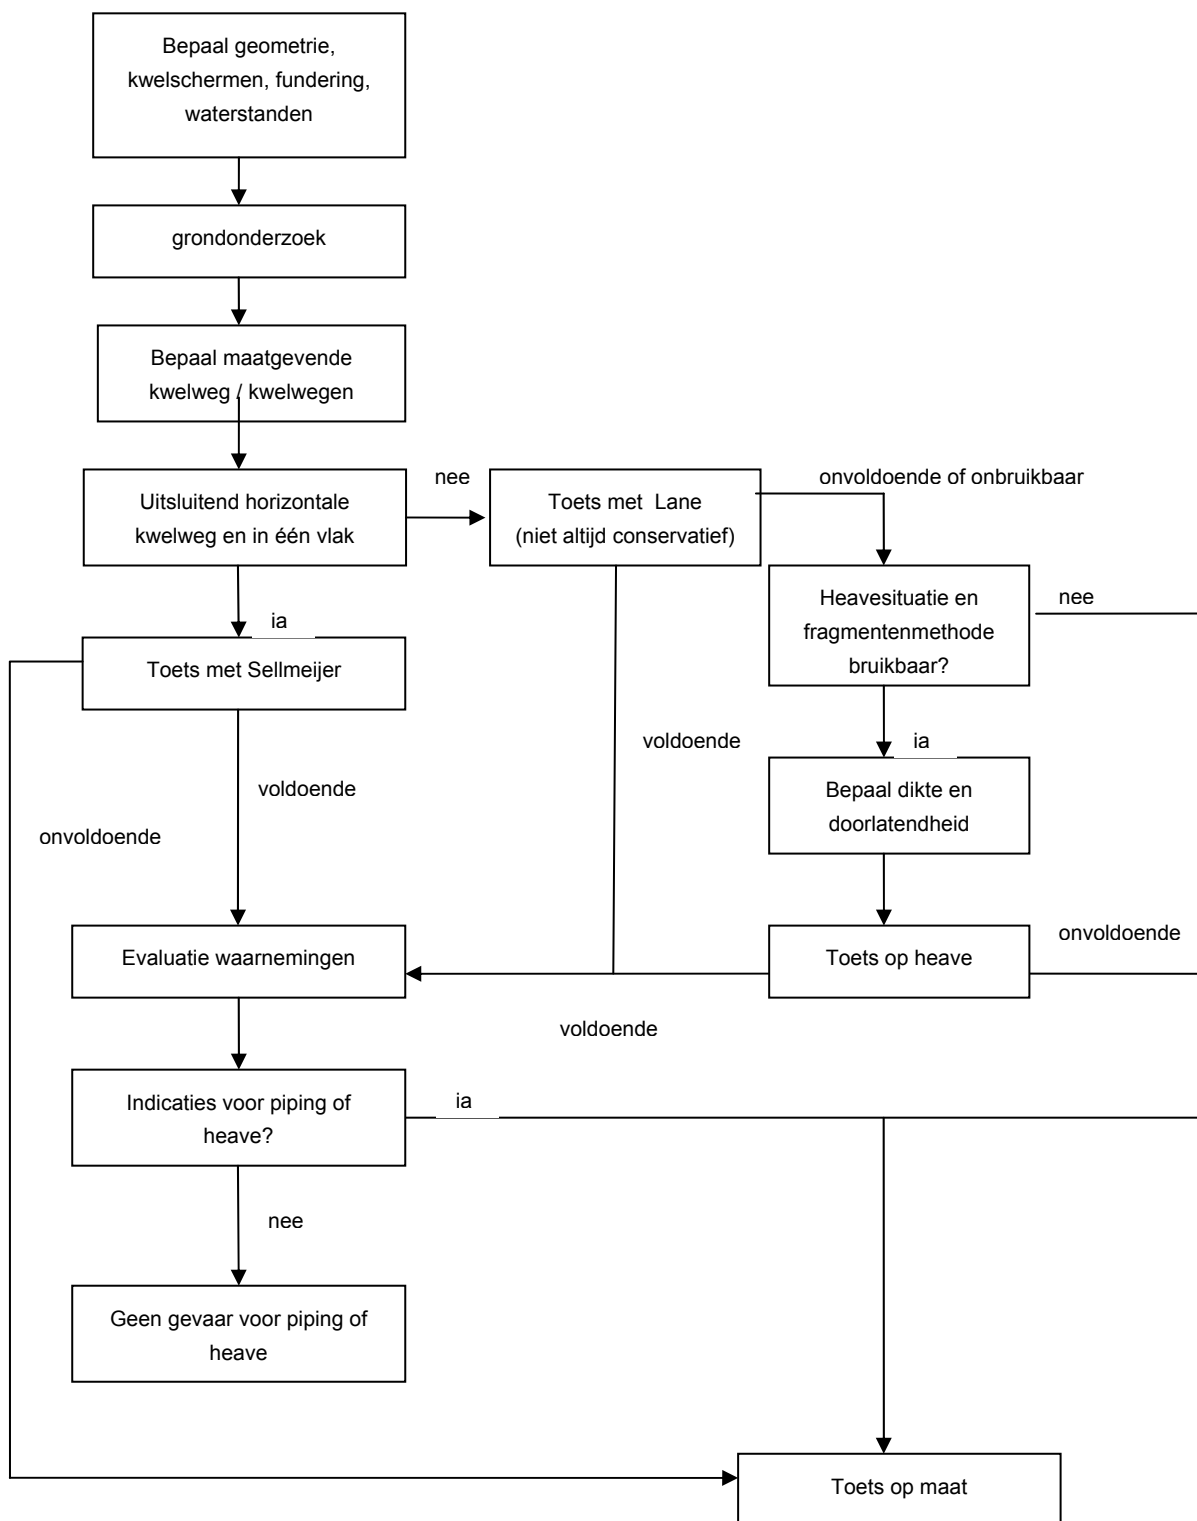 Bepaal geometrie,
kwelschermen, fundering,
waterstanden
grondonderzoek
Bepaal maatgevende
kwelweg / kwelwegen
Uitsluitend horizontale
kwelweg en in één vlak
nee
Toets met Lane
(niet altijd conservatief)
onvoldoende of onbruikbaar
Heavesituatie en
fragmentenmethode
bruikbaar?
nee
ia
Toets met Sellmeijer
voldoende
ia
Bepaal dikte en
doorlatendheid
voldoende
onvoldoende
Evaluatie waarnemingen
Toets op heave
onvoldoende
voldoende
Indicaties voor piping of
heave?
ia
nee
Geen gevaar voor piping of
heave
Toets op maat